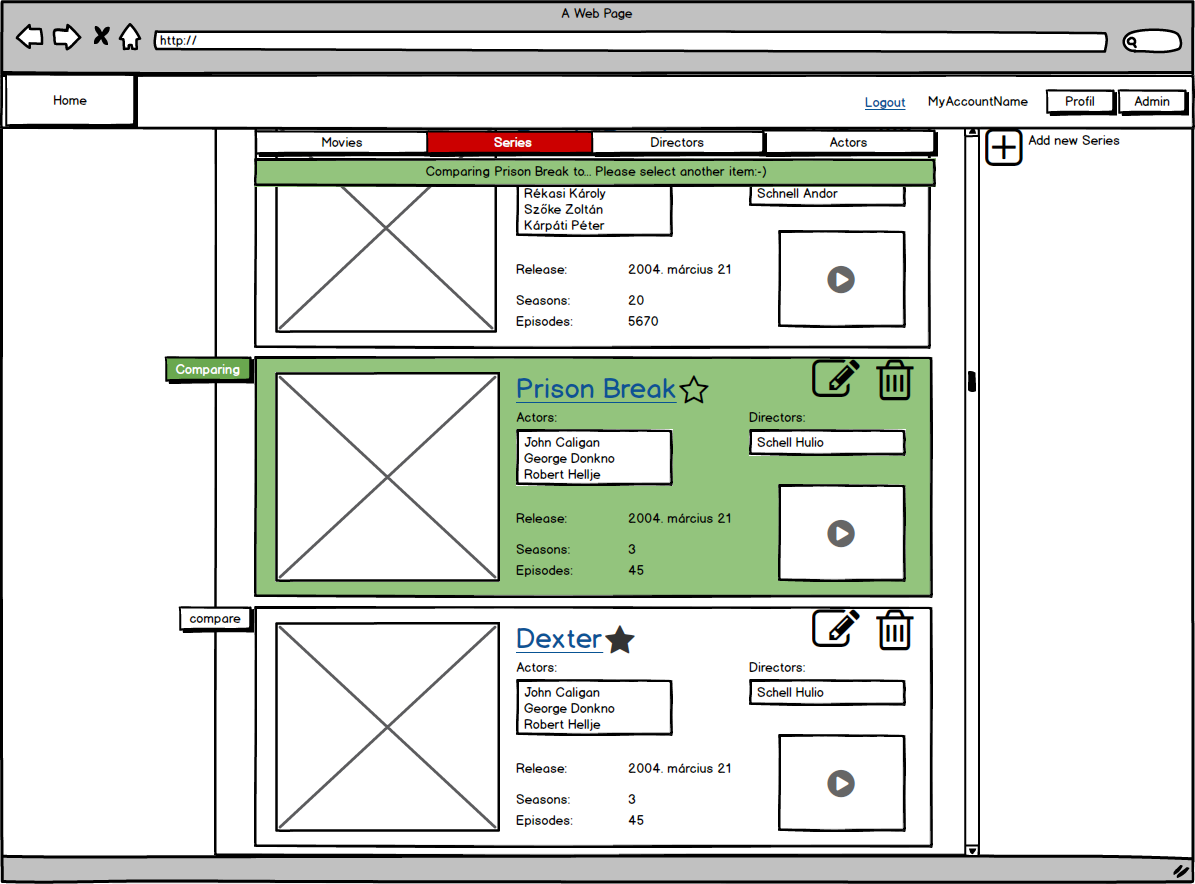 A Web Page
http://
Home
Logout
MyAccountName
Profil
Admin
Movies
Series
Directors
Actors
Add new Series
Comparing Prison Break to... Please select another item:-)
Rékasi Károly
Szőke Zoltán
Kárpáti Péter
Schnell Andor
Release: 2004. március 21
Seasons: 20
Episodes: 5670
Comparing
Prison Break
Actors:
John Caligan
George Donkno
Robert Hellje
Directors:
Schell Hulio
Release: 2004. március 21
Seasons: 3
Episodes: 45
compare
Dexter
Actors:
John Caligan
George Donkno
Robert Hellje
Directors:
Schell Hulio
Release: 2004. március 21
Seasons: 3
Episodes: 45